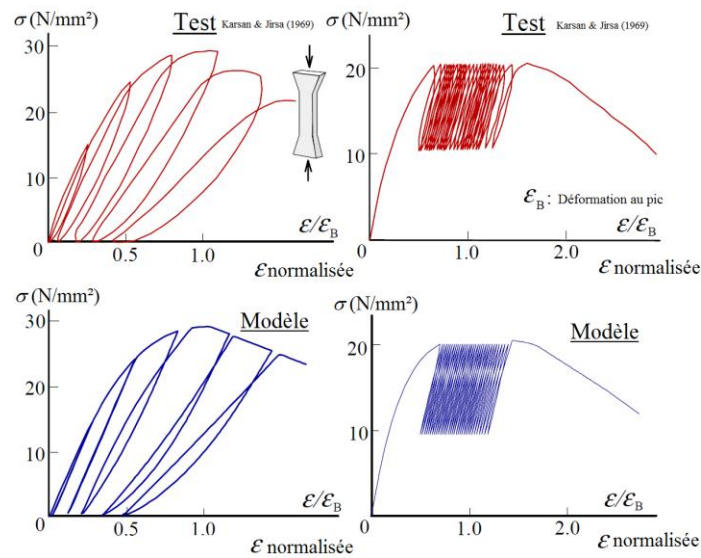 Test Karsan & Jirsa (1969)
σ (N/mm²)
30
20
10
0
0.5
1.0
ε/ε_B
ε normalisée
Test Karsan & Jirsa (1969)
σ (N/mm²)
20
10
0
ε_B : Déformation au pic
1.0
2.0
ε/ε_B
ε normalisée
Modèle
σ (N/mm²)
30
20
10
0
0.5
1.0
ε/ε_B
ε normalisée
Modèle
σ (N/mm²)
20
10
0
1.0
2.0
ε/ε_B
ε normalisée